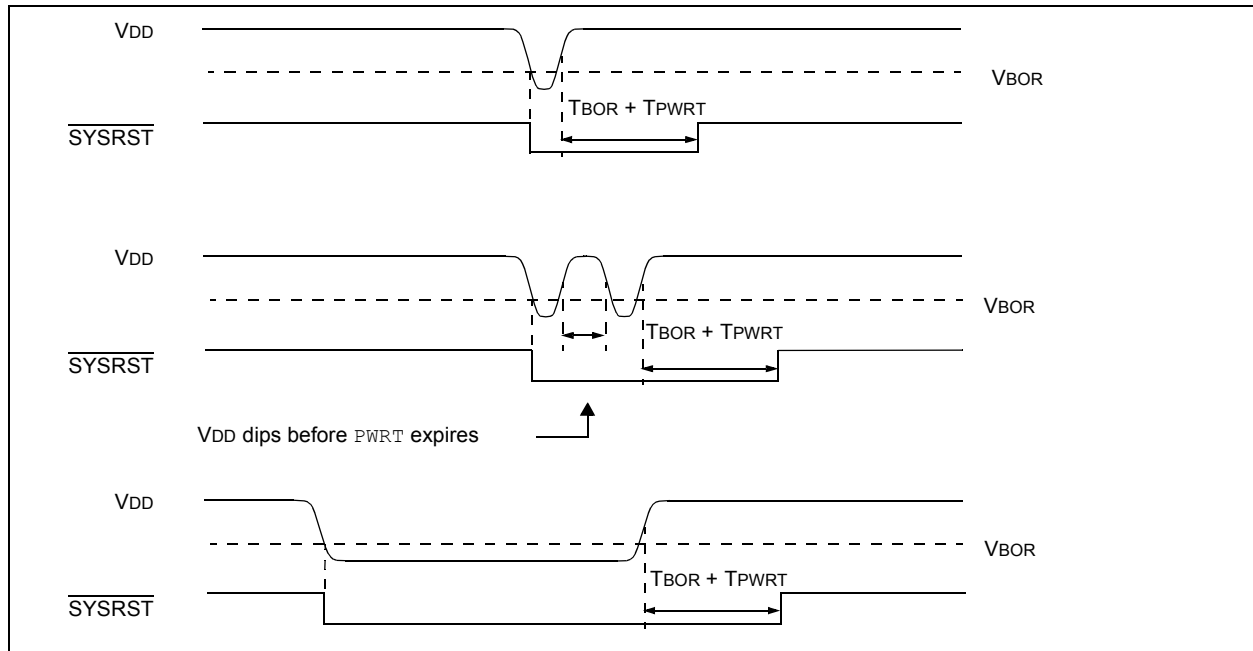 VDD
VBOR
TBOR + TPWRT
SYSRST
VDD
VBOR
TBOR + TPWRT
SYSRST
VDD dips before PWRT expires
VDD
VBOR
TBOR + TPWRT
SYSRST